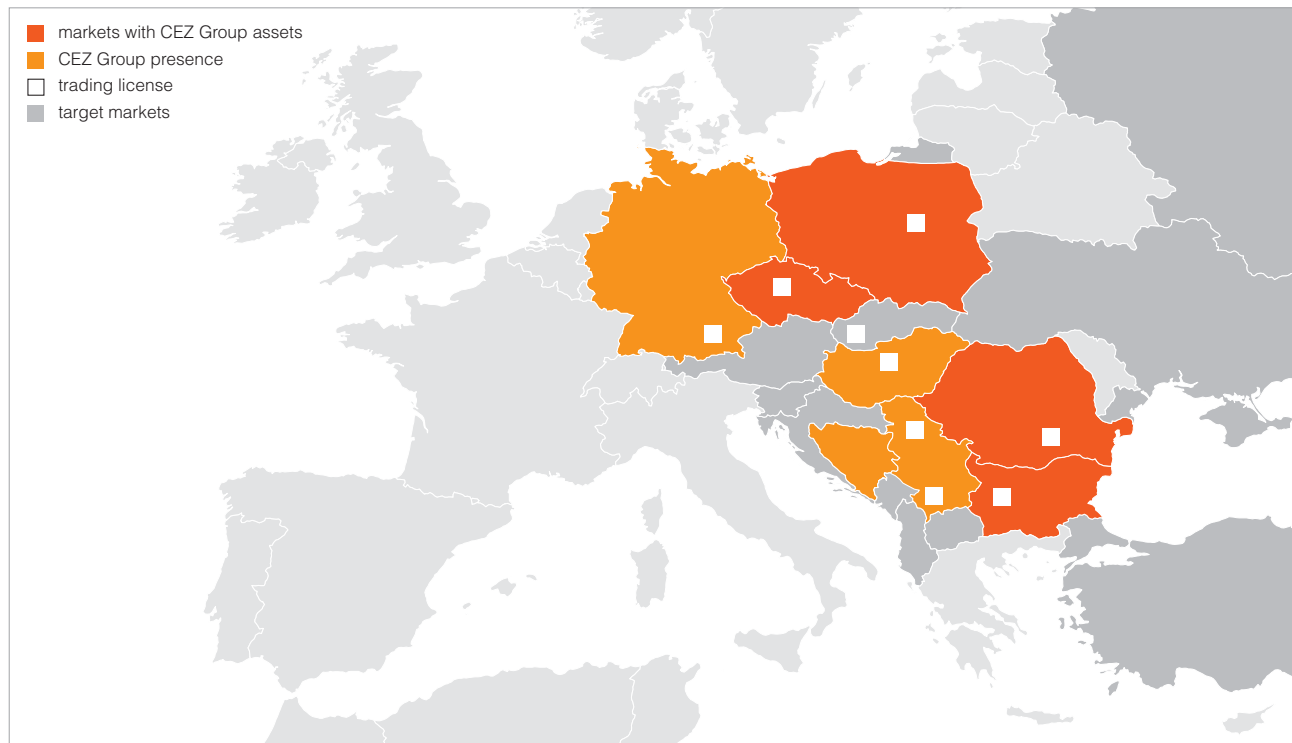 markets with CEZ Group assets
CEZ Group presence
trading license
target markets